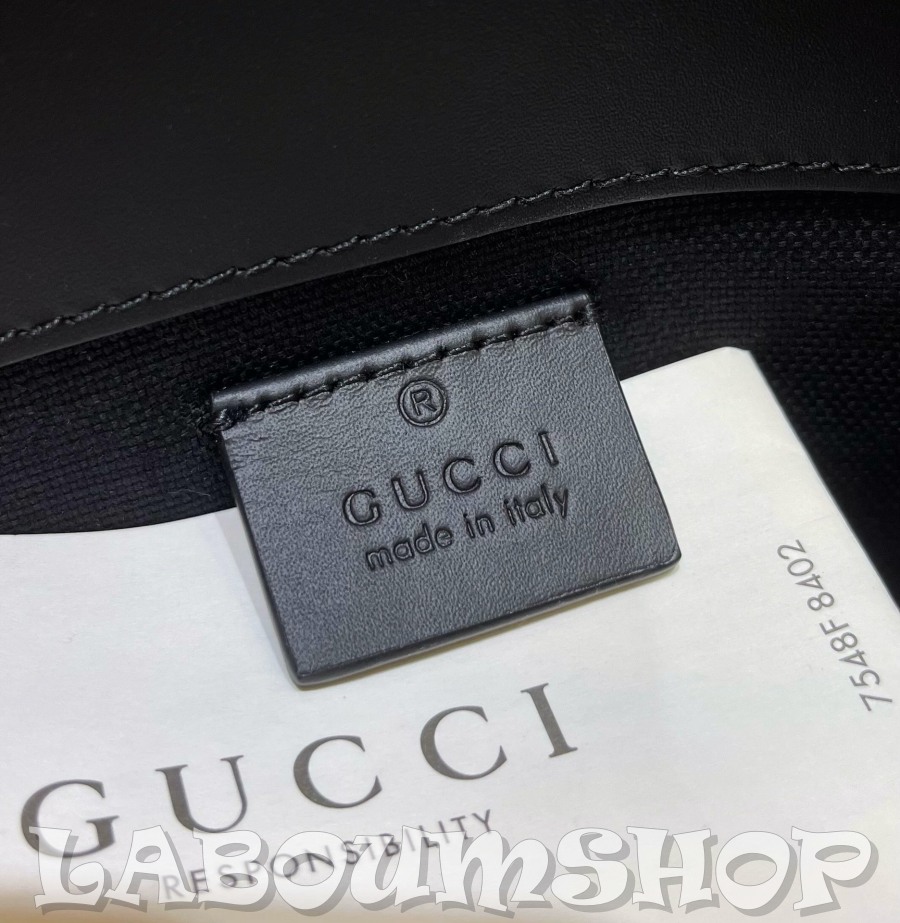 ®
GUCCI
made in italy
7548F 8402
GUCCI
RESPONSIBILITY
LABOUMSHOP